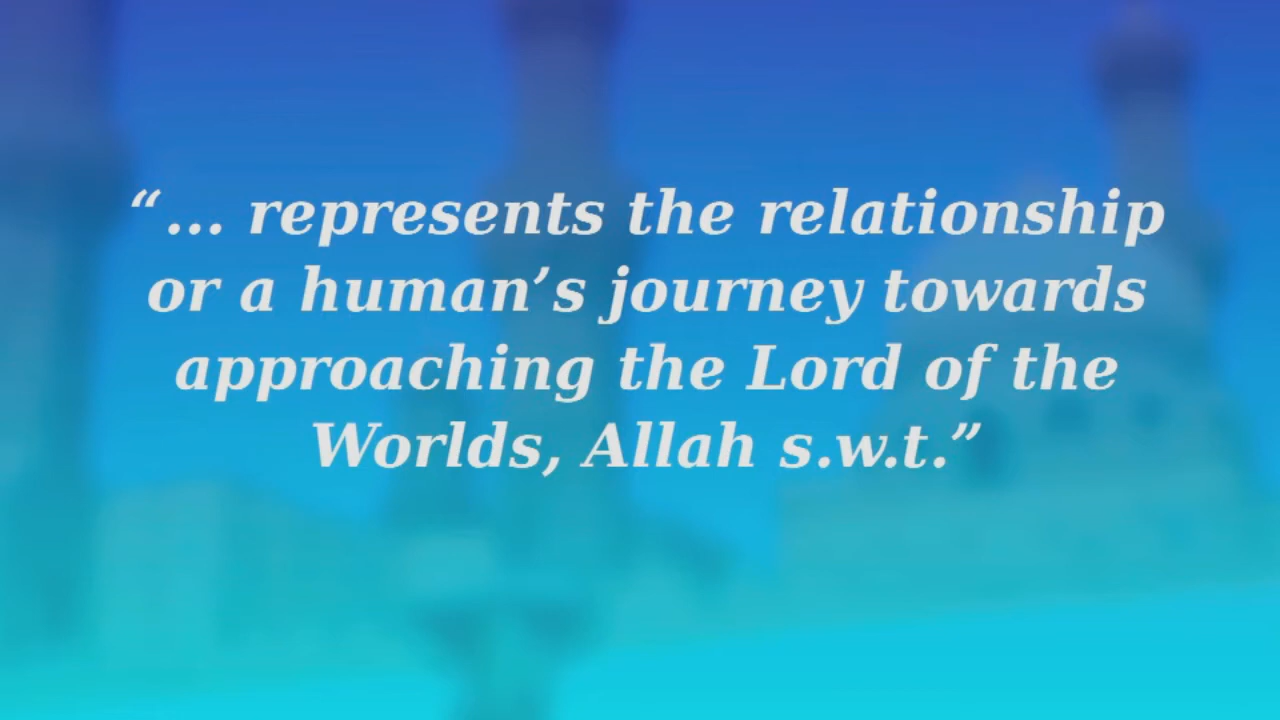 “... represents the relationship
or a human’s journey towards
approaching the Lord of the
Worlds, Allah s.w.t.”